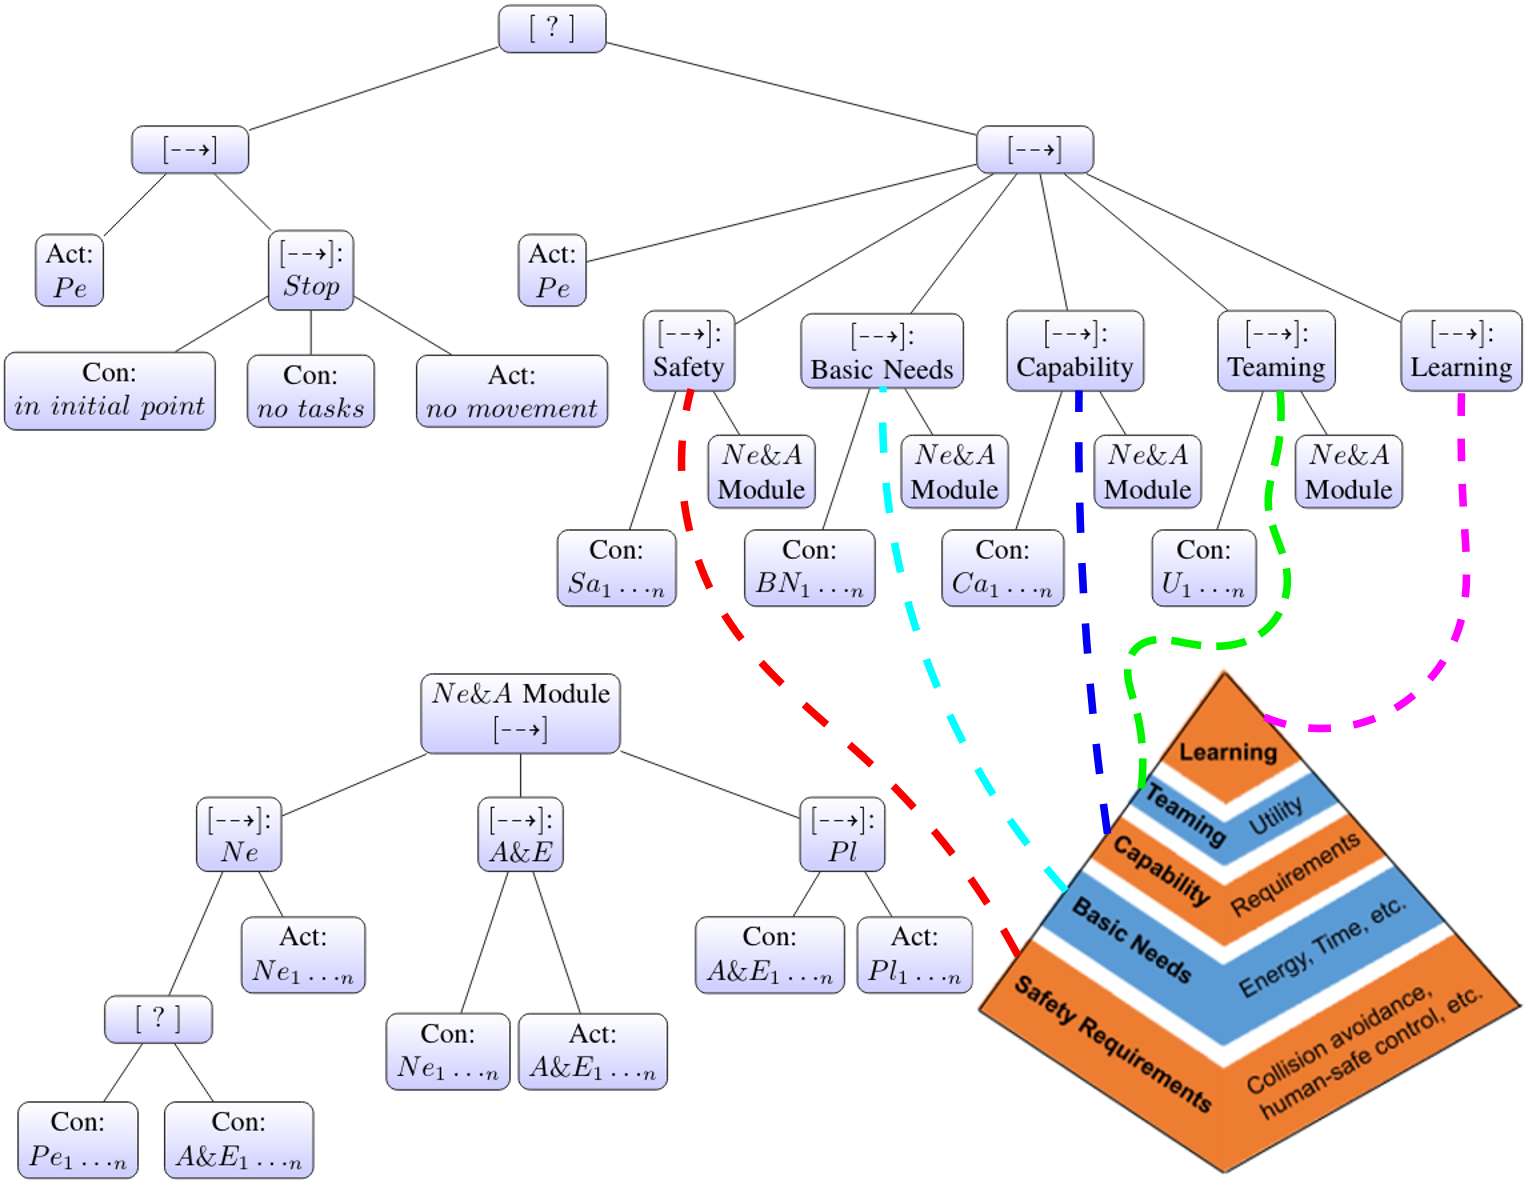 [ ? ]
[--→]
[--→]
Act:
Pe
[--→]:
Stop
Act:
Pe
Con:
in initial point
Con:
no tasks
Act:
no movement
[--→]:
Safety
[--→]:
Basic Needs
[--→]:
Capability
[--→]:
Teaming
[--→]:
Learning
Ne&A
Module
Ne&A
Module
Ne&A
Module
Ne&A
Module
Con:
Sa₁ …ₙ
Con:
BN₁ …ₙ
Con:
Ca₁ …ₙ
Con:
U₁ …ₙ
Ne&A Module
[--→]
[--→]:
Ne
[--→]:
A&E
[--→]:
Pl
Act:
Ne₁ …ₙ
Con:
A&E₁ …ₙ
Act:
Pl₁ …ₙ
[ ? ]
Con:
Ne₁ …ₙ
Act:
A&E₁ …ₙ
Con:
Pe₁ …ₙ
Con:
A&E₁ …ₙ
Learning
Teaming
Utility
Capability
Requirements
Basic Needs
Energy, Time, etc.
Safety Requirements
Collision avoidance,
human-safe control, etc.